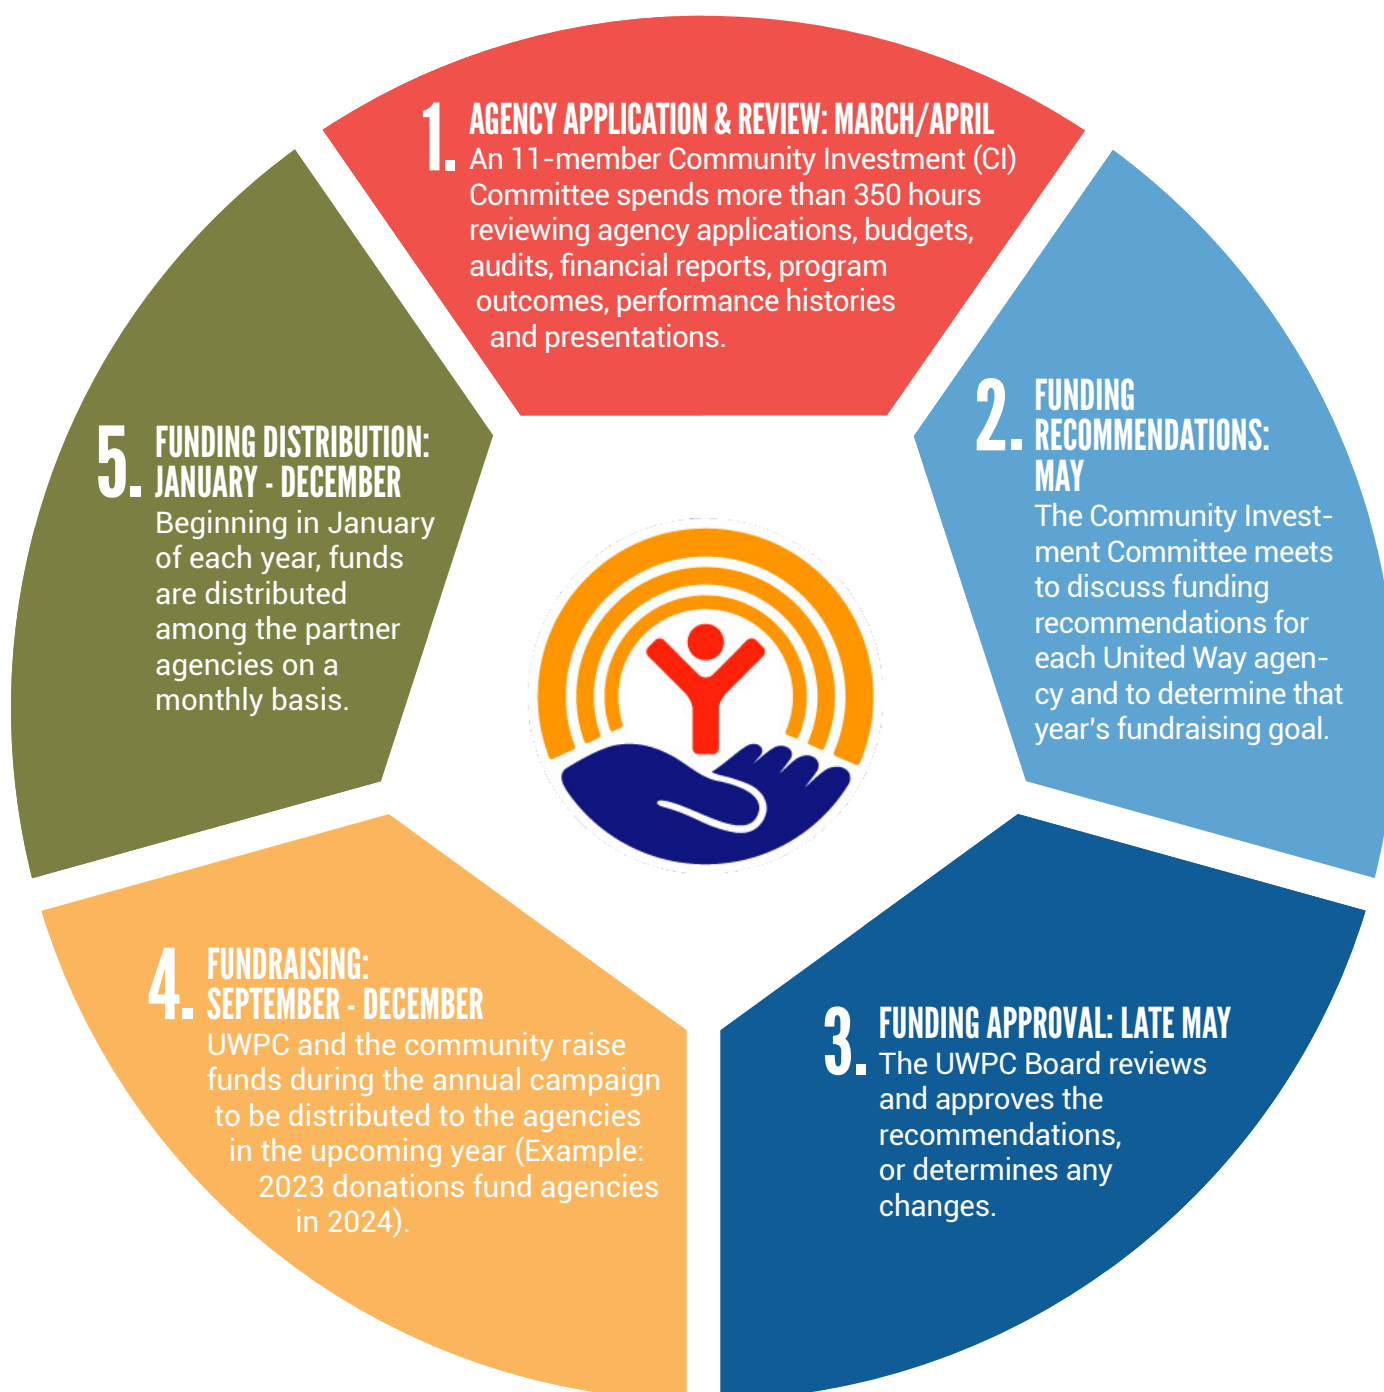 1. AGENCY APPLICATION & REVIEW: MARCH/APRIL
An 11-member Community Investment (CI)
Committee spends more than 350 hours
reviewing agency applications, budgets,
audits, financial reports, program
outcomes, performance histories
and presentations.
2. FUNDING
RECOMMENDATIONS:
MAY
The Community Invest-
ment Committee meets
to discuss funding
recommendations for
each United Way agen-
cy and to determine that
year's fundraising goal.
3. FUNDING APPROVAL: LATE MAY
The UWPC Board reviews
and approves the
recommendations,
or determines any
changes.
4. FUNDRAISING:
SEPTEMBER - DECEMBER
UWPC and the community raise
funds during the annual campaign
to be distributed to the agencies
in the upcoming year (Example:
2023 donations fund agencies
in 2024).
5. FUNDING DISTRIBUTION:
JANUARY - DECEMBER
Beginning in January
of each year, funds
are distributed
among the partner
agencies on a
monthly basis.